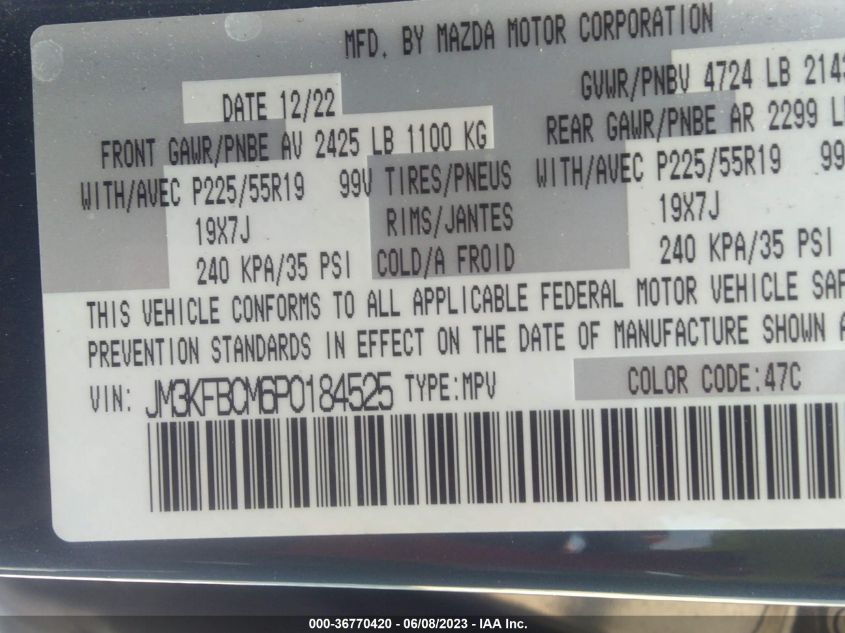 MFD. BY MAZDA MOTOR CORPORATION
DATE 12/22
GVWR/PNBV 4724 LB 2143
FRONT GAWR/PNBE AV 2425 LB 1100 KG
REAR GAWR/PNBE AR 2299 L
WITH/AVEC P225/55R19 99V TIRES/PNEUS WITH/AVEC P225/55R19 99
19X7J RIMS/JANTES 19X7J
240 KPA/35 PSI COLD/A FROID 240 KPA/35 PSI
THIS VEHICLE CONFORMS TO ALL APPLICABLE FEDERAL MOTOR VEHICLE SAF
PREVENTION STANDARDS IN EFFECT ON THE DATE OF MANUFACTURE SHOWN A
VIN: JM3KFBCM6P0184525 TYPE:MPV COLOR CODE:47C
000-36770420 - 06/08/2023 - IAA Inc.